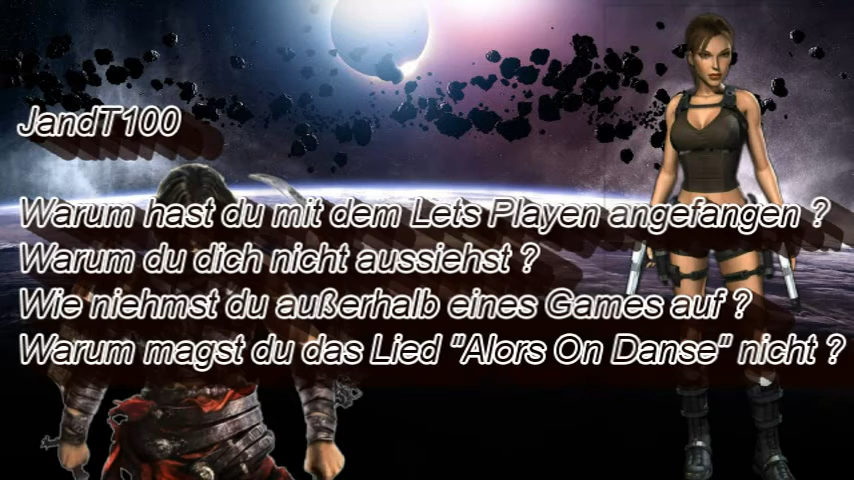 JandT100
Warum hast du mit dem Lets Playen angefangen ?
Warum du dich nicht aussiehst ?
Wie niehmst du außerhalb eines Games auf ?
Warum magst du das Lied "Alors On Danse" nicht ?